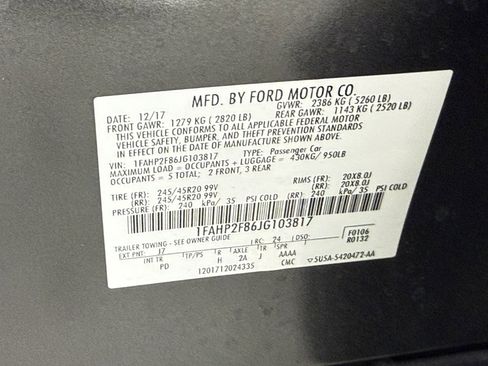 MFD. BY FORD MOTOR CO.
DATE: 12/17 GVWR: 2386 KG ( 5260 LB)
FRONT GAWR: 1279 KG ( 2820 LB) REAR GAWR: 1143 KG ( 2520 LB)
THIS VEHICLE CONFORMS TO ALL APPLICABLE FEDERAL MOTOR
VEHICLE SAFETY, BUMPER, AND THEFT PREVENTION STANDARDS
IN EFFECT ON THE DATE OF MANUFACTURE SHOWN ABOVE.
VIN: 1FAHP2F86JG103817 TYPE: Passenger Car
MAXIMUM LOAD = OCCUPANTS + LUGGAGE = 430KG/ 950LB
OCCUPANTS = 5 TOTAL: 2 FRONT, 3 REAR
TIRE (FR): 245/45R20 99V RIMS (FR): 20X8.0J
TIRE (RR): 245/45R20 99V RIMS (RR): 20X8.0J
PRESSURE (FR): 240 kPa/ 35 PSI COLD (RR): 240 kPa/ 35 PSI COLD
1FAHP2F86JG103817
TRAILER TOWING - SEE OWNER GUIDE F0106
EXT PNT: J7 LRC: 24 LDSO: R0132
INT TR TP/PS R AXLE TR SPR
PD H 2A J AAAA
1201712024335 CMC 5U5A-5420472-AA